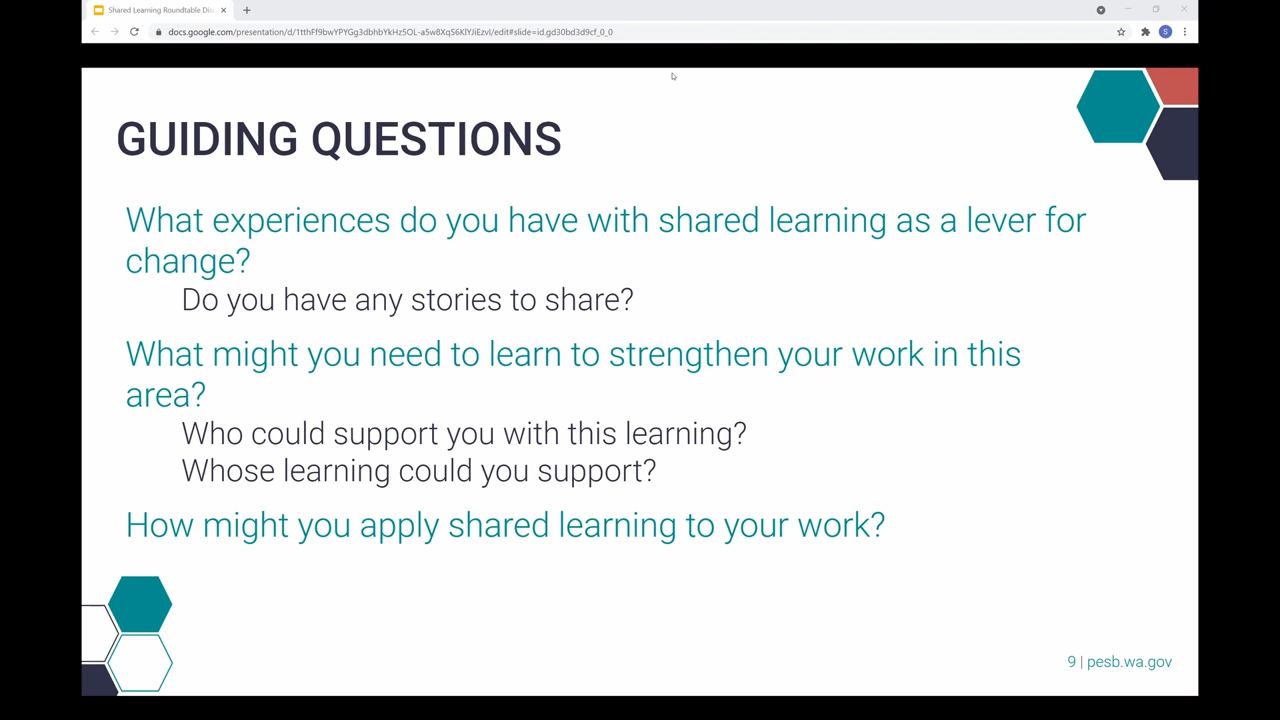 Shared Learning Roundtable Dis
docs.google.com/presentation/d/1tthFf9bwYPYGg3dbhbYkHz5OL-a5w8XqS6KlYJiEzvI/edit#slide=id.gd30bd3d9cf_0_0
S
GUIDING QUESTIONS
What experiences do you have with shared learning as a lever for
change?
Do you have any stories to share?
What might you need to learn to strengthen your work in this
area?
Who could support you with this learning?
Whose learning could you support?
How might you apply shared learning to your work?
9 | pesb.wa.gov